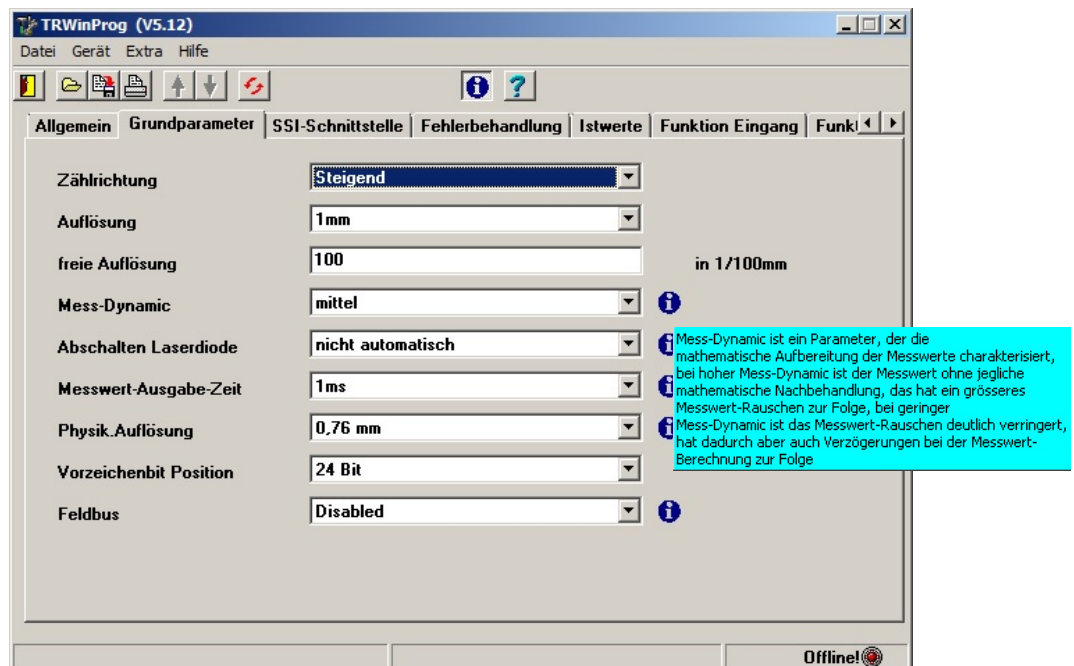 TRWinProg (V5.12)
Datei Gerät Extra Hilfe
Allgemein Grundparameter SSI-Schnittstelle Fehlerbehandlung Istwerte Funktion Eingang Funkt
Zählrichtung Steigend
Auflösung 1mm
freie Auflösung 100 in 1/100mm
Mess-Dynamic mittel
Abschalten Laserdiode nicht automatisch
Messwert-Ausgabe-Zeit 1ms
Physik.Auflösung 0,76 mm
Vorzeichenbit Position 24 Bit
Feldbus Disabled
Mess-Dynamic ist ein Parameter, der die
mathematische Aufbereitung der Messwerte charakterisiert,
bei hoher Mess-Dynamic ist der Messwert ohne jegliche
mathematische Nachbehandlung, das hat ein grösseres
Messwert-Rauschen zur Folge, bei geringer
Mess-Dynamic ist das Messwert-Rauschen deutlich verringert,
hat dadurch aber auch Verzögerungen bei der Messwert-
Berechnung zur Folge
Offline!